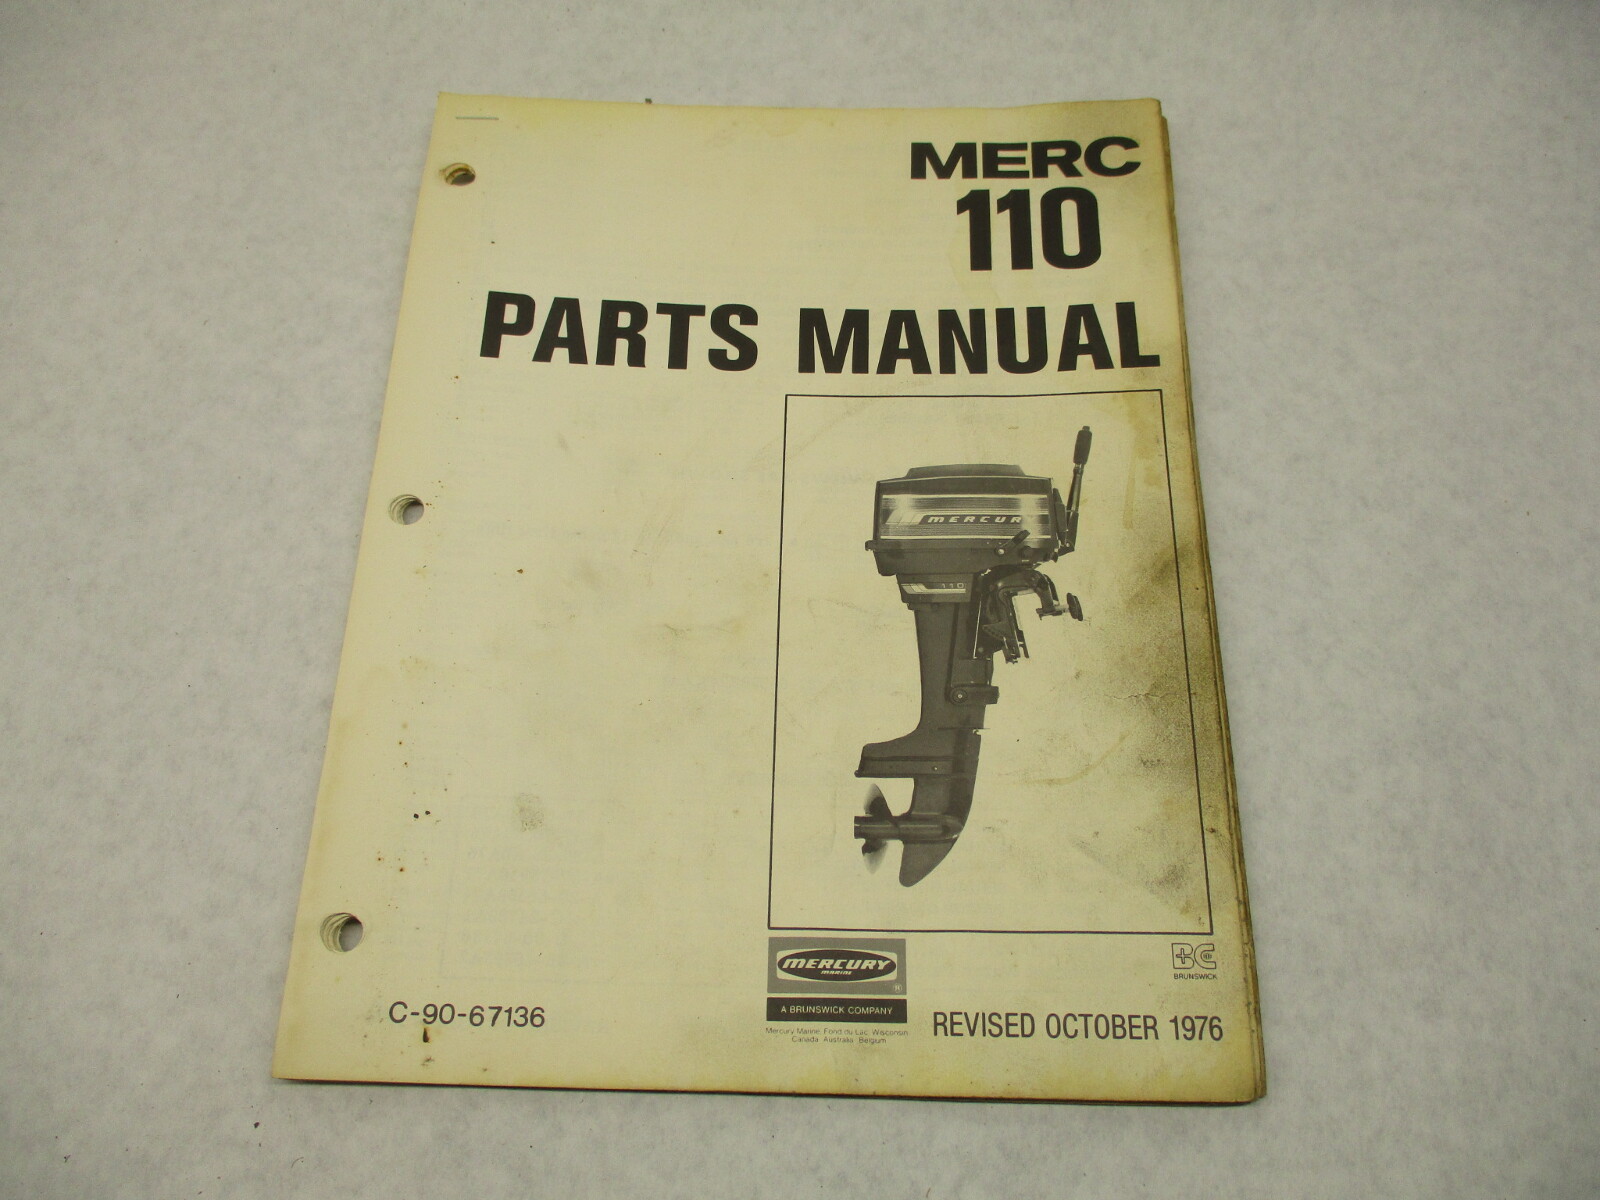 MERC
110
PARTS MANUAL
MERCUR
110
MERCURY
MARINE
®
A BRUNSWICK COMPANY
Mercury Marine Fond du Lac, Wisconsin
Canada Australia Belgium
BC
BRUNSWICK
C-90-67136
REVISED OCTOBER 1976